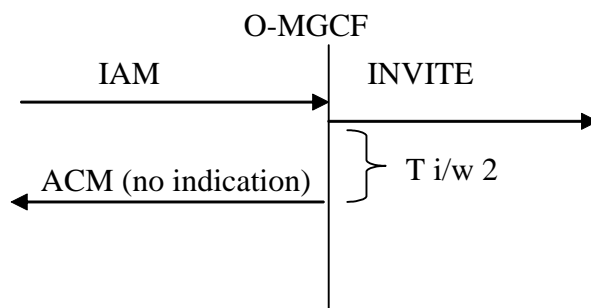 O-MGCF
IAM
INVITE
ACM (no indication)
T i/w 2